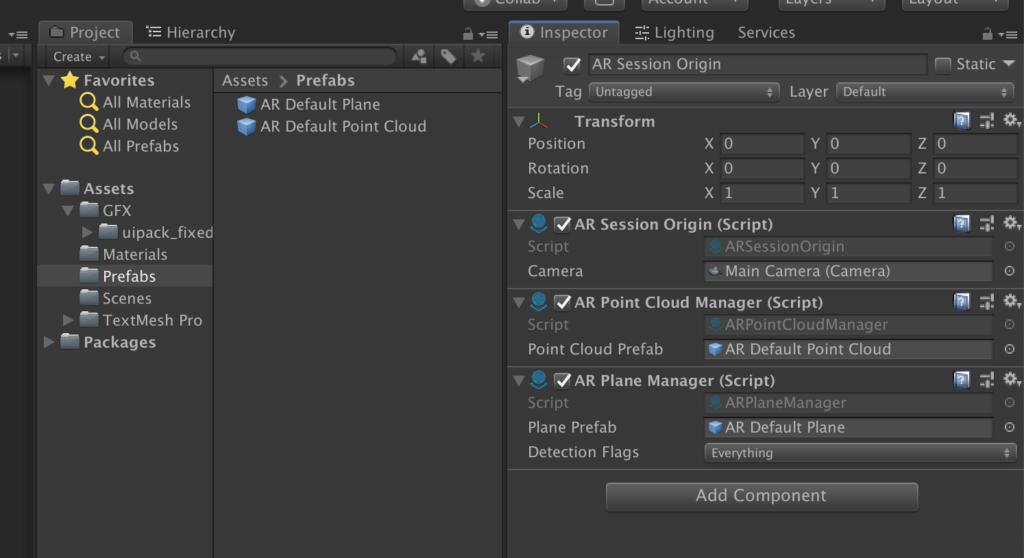 Collab
Account
Layers
Layout
Project
Hierarchy
Create
Favorites
All Materials
All Models
All Prefabs
Assets
GFX
uipack_fixed
Materials
Prefabs
Scenes
TextMesh Pro
Packages
Assets > Prefabs
AR Default Plane
AR Default Point Cloud
Inspector
Lighting
Services
AR Session Origin
Static
Tag Untagged Layer Default
Transform
Position X 0 Y 0 Z 0
Rotation X 0 Y 0 Z 0
Scale X 1 Y 1 Z 1
AR Session Origin (Script)
Script ARSessionOrigin
Camera Main Camera (Camera)
AR Point Cloud Manager (Script)
Script ARPointCloudManager
Point Cloud Prefab AR Default Point Cloud
AR Plane Manager (Script)
Script ARPlaneManager
Plane Prefab AR Default Plane
Detection Flags Everything
Add Component